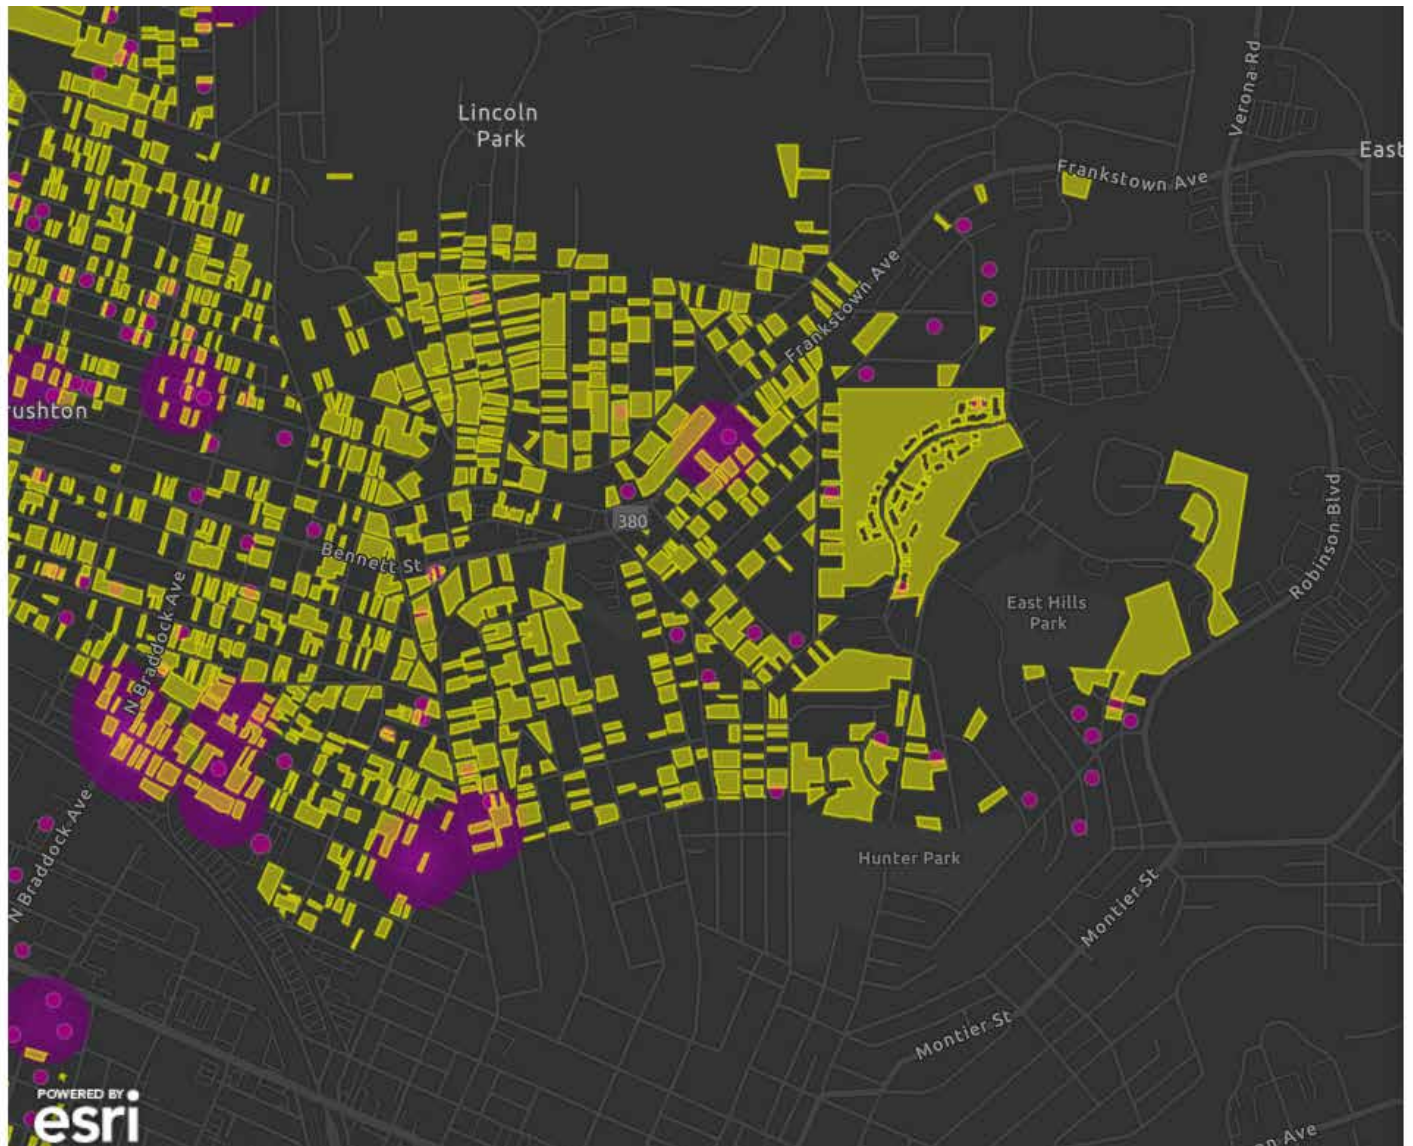 Verona Rd
Lincoln
Park
East
Frankstown Ave
Frankstown Ave
rushton
Robinson Blvd
380
Bennett St
N Braddock Ave
East Hills
Park
N Braddock Ave
Hunter Park
Montier St
Montier St
POWERED BY
esri
on Ave